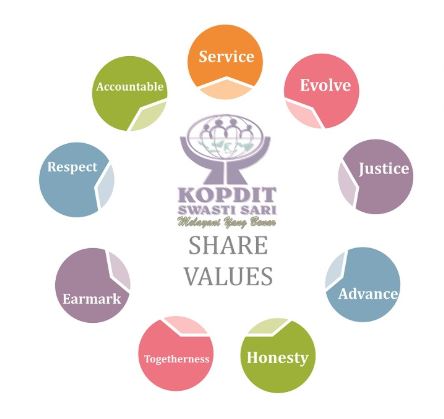 Service
Evolve
Justice
Advance
Honesty
Togetherness
Earmark
Respect
Accountable
KOPDIT
SWASTI SARI
Melayani Yang Benar
SHARE
VALUES